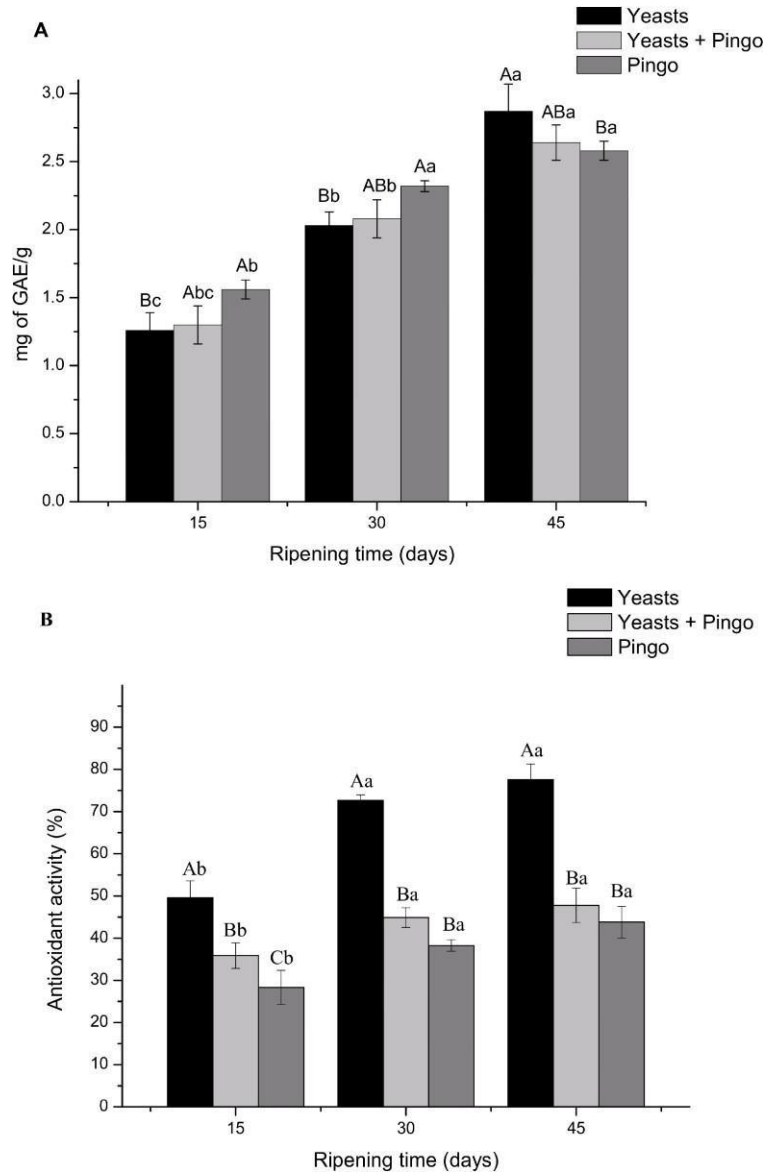 A
Yeasts
Yeasts + Pingo
Pingo
mg of GAE/g
3.0
2.5
2.0
1.5
1.0
0.5
0.0
Bc
Abc
Ab
Bb
ABb
Aa
Aa
ABa
Ba
15
30
45
Ripening time (days)
B
Yeasts
Yeasts + Pingo
Pingo
Antioxidant activity (%)
90
80
70
60
50
40
30
20
10
0
Ab
Bb
Cb
Aa
Ba
Ba
Aa
Ba
Ba
15
30
45
Ripening time (days)